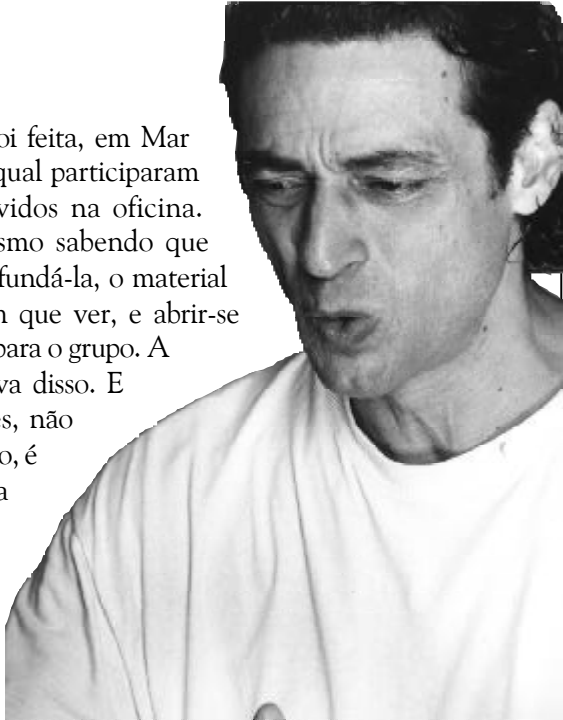 oi feita, em Mar
qual participaram
vidos na oficina.
smo sabendo que
fundá-la, o material
m que ver, e abrir-se
para o grupo. A
va disso. E
es, não
o, é
a